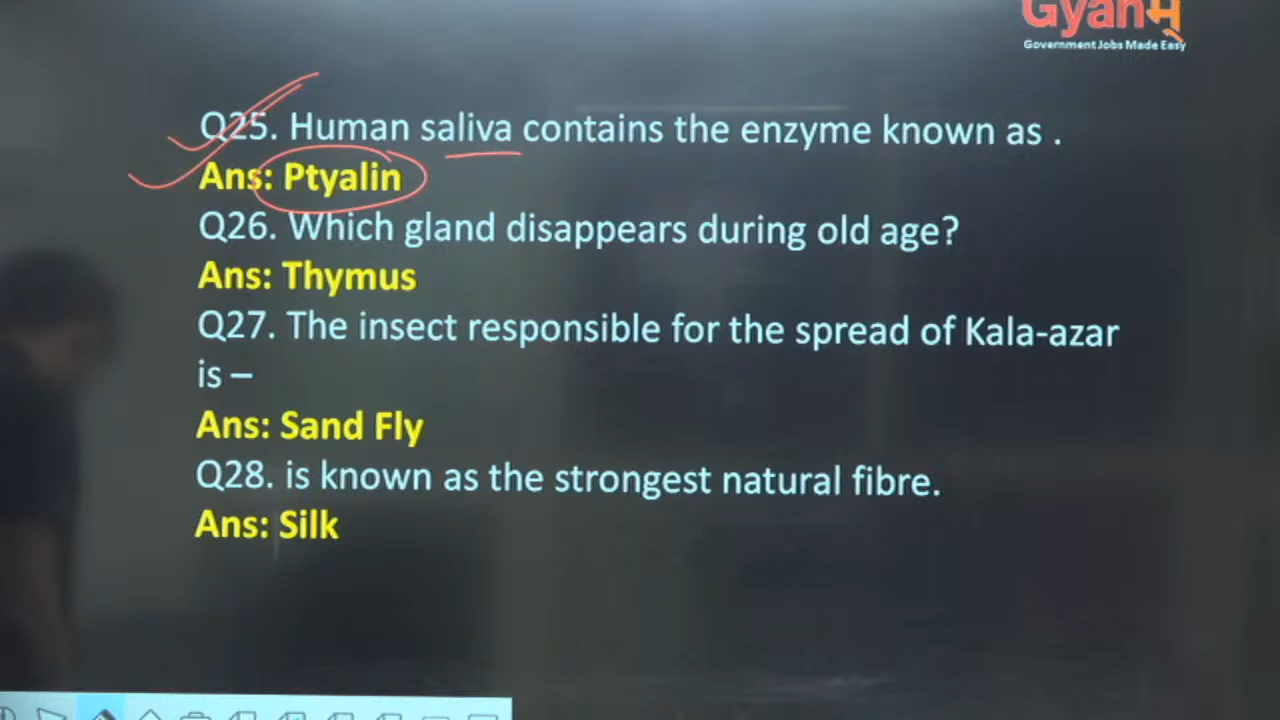 Gyanम्
Government Jobs Made Easy
Q25. Human saliva contains the enzyme known as .
Ans: Ptyalin
Q26. Which gland disappears during old age?
Ans: Thymus
Q27. The insect responsible for the spread of Kala-azar
is –
Ans: Sand Fly
Q28. is known as the strongest natural fibre.
Ans: Silk